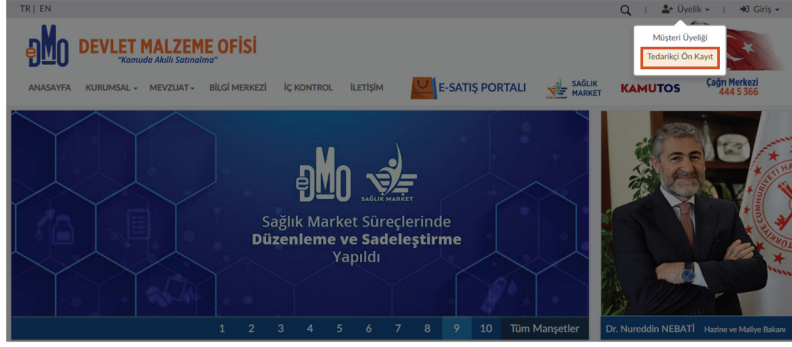 TR | EN
Üyelik
Giriş
Müşteri Üyeliği
Tedarikçi Ön Kayıt
eDMO
DEVLET MALZEME OFİSİ
"Kamuda Akıllı Satınalma"
ANASAYFA KURUMSAL MEVZUAT BİLGİ MERKEZİ İÇ KONTROL İLETİŞİM E-SATIŞ PORTALI SAĞLIK MARKET KAMUTOS Çağrı Merkezi
444 5 366
eDMO
SAĞLIK MARKET
Sağlık Market Süreçlerinde
Düzenleme ve Sadeleştirme
Yapıldı
1 2 3 4 5 6 7 8 9 10 Tüm Manşetler
Dr. Nureddin NEBATİ Hazine ve Maliye Bakanı